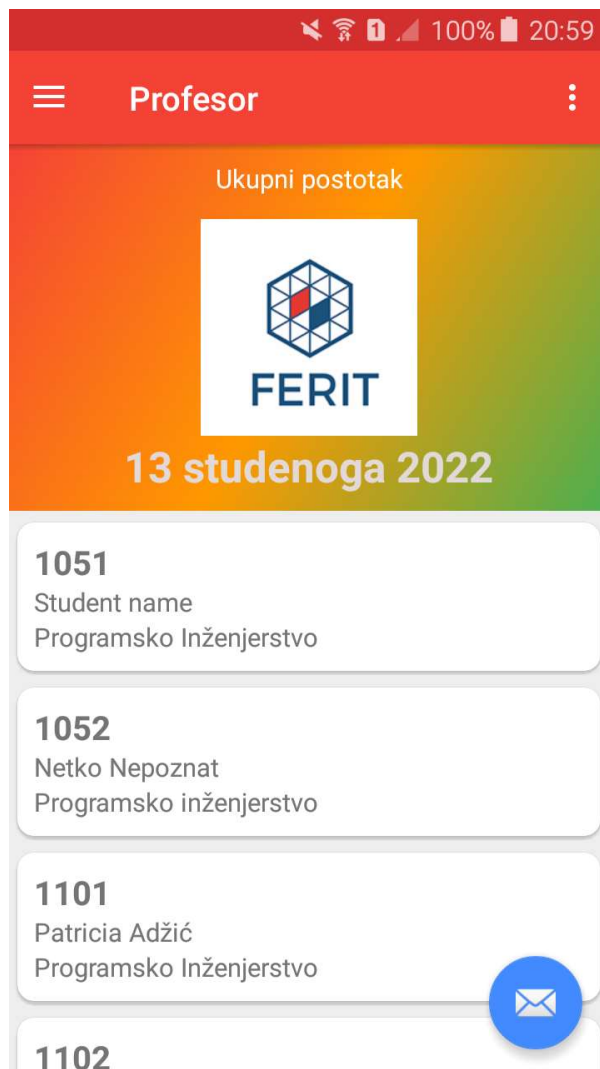 1 100% 20:59
Profesor
Ukupni postotak
FERIT
13 studenoga 2022
1051
Student name
Programsko Inženjerstvo
1052
Netko Nepoznat
Programsko inženjerstvo
1101
Patricia Adžić
Programsko Inženjerstvo
1102